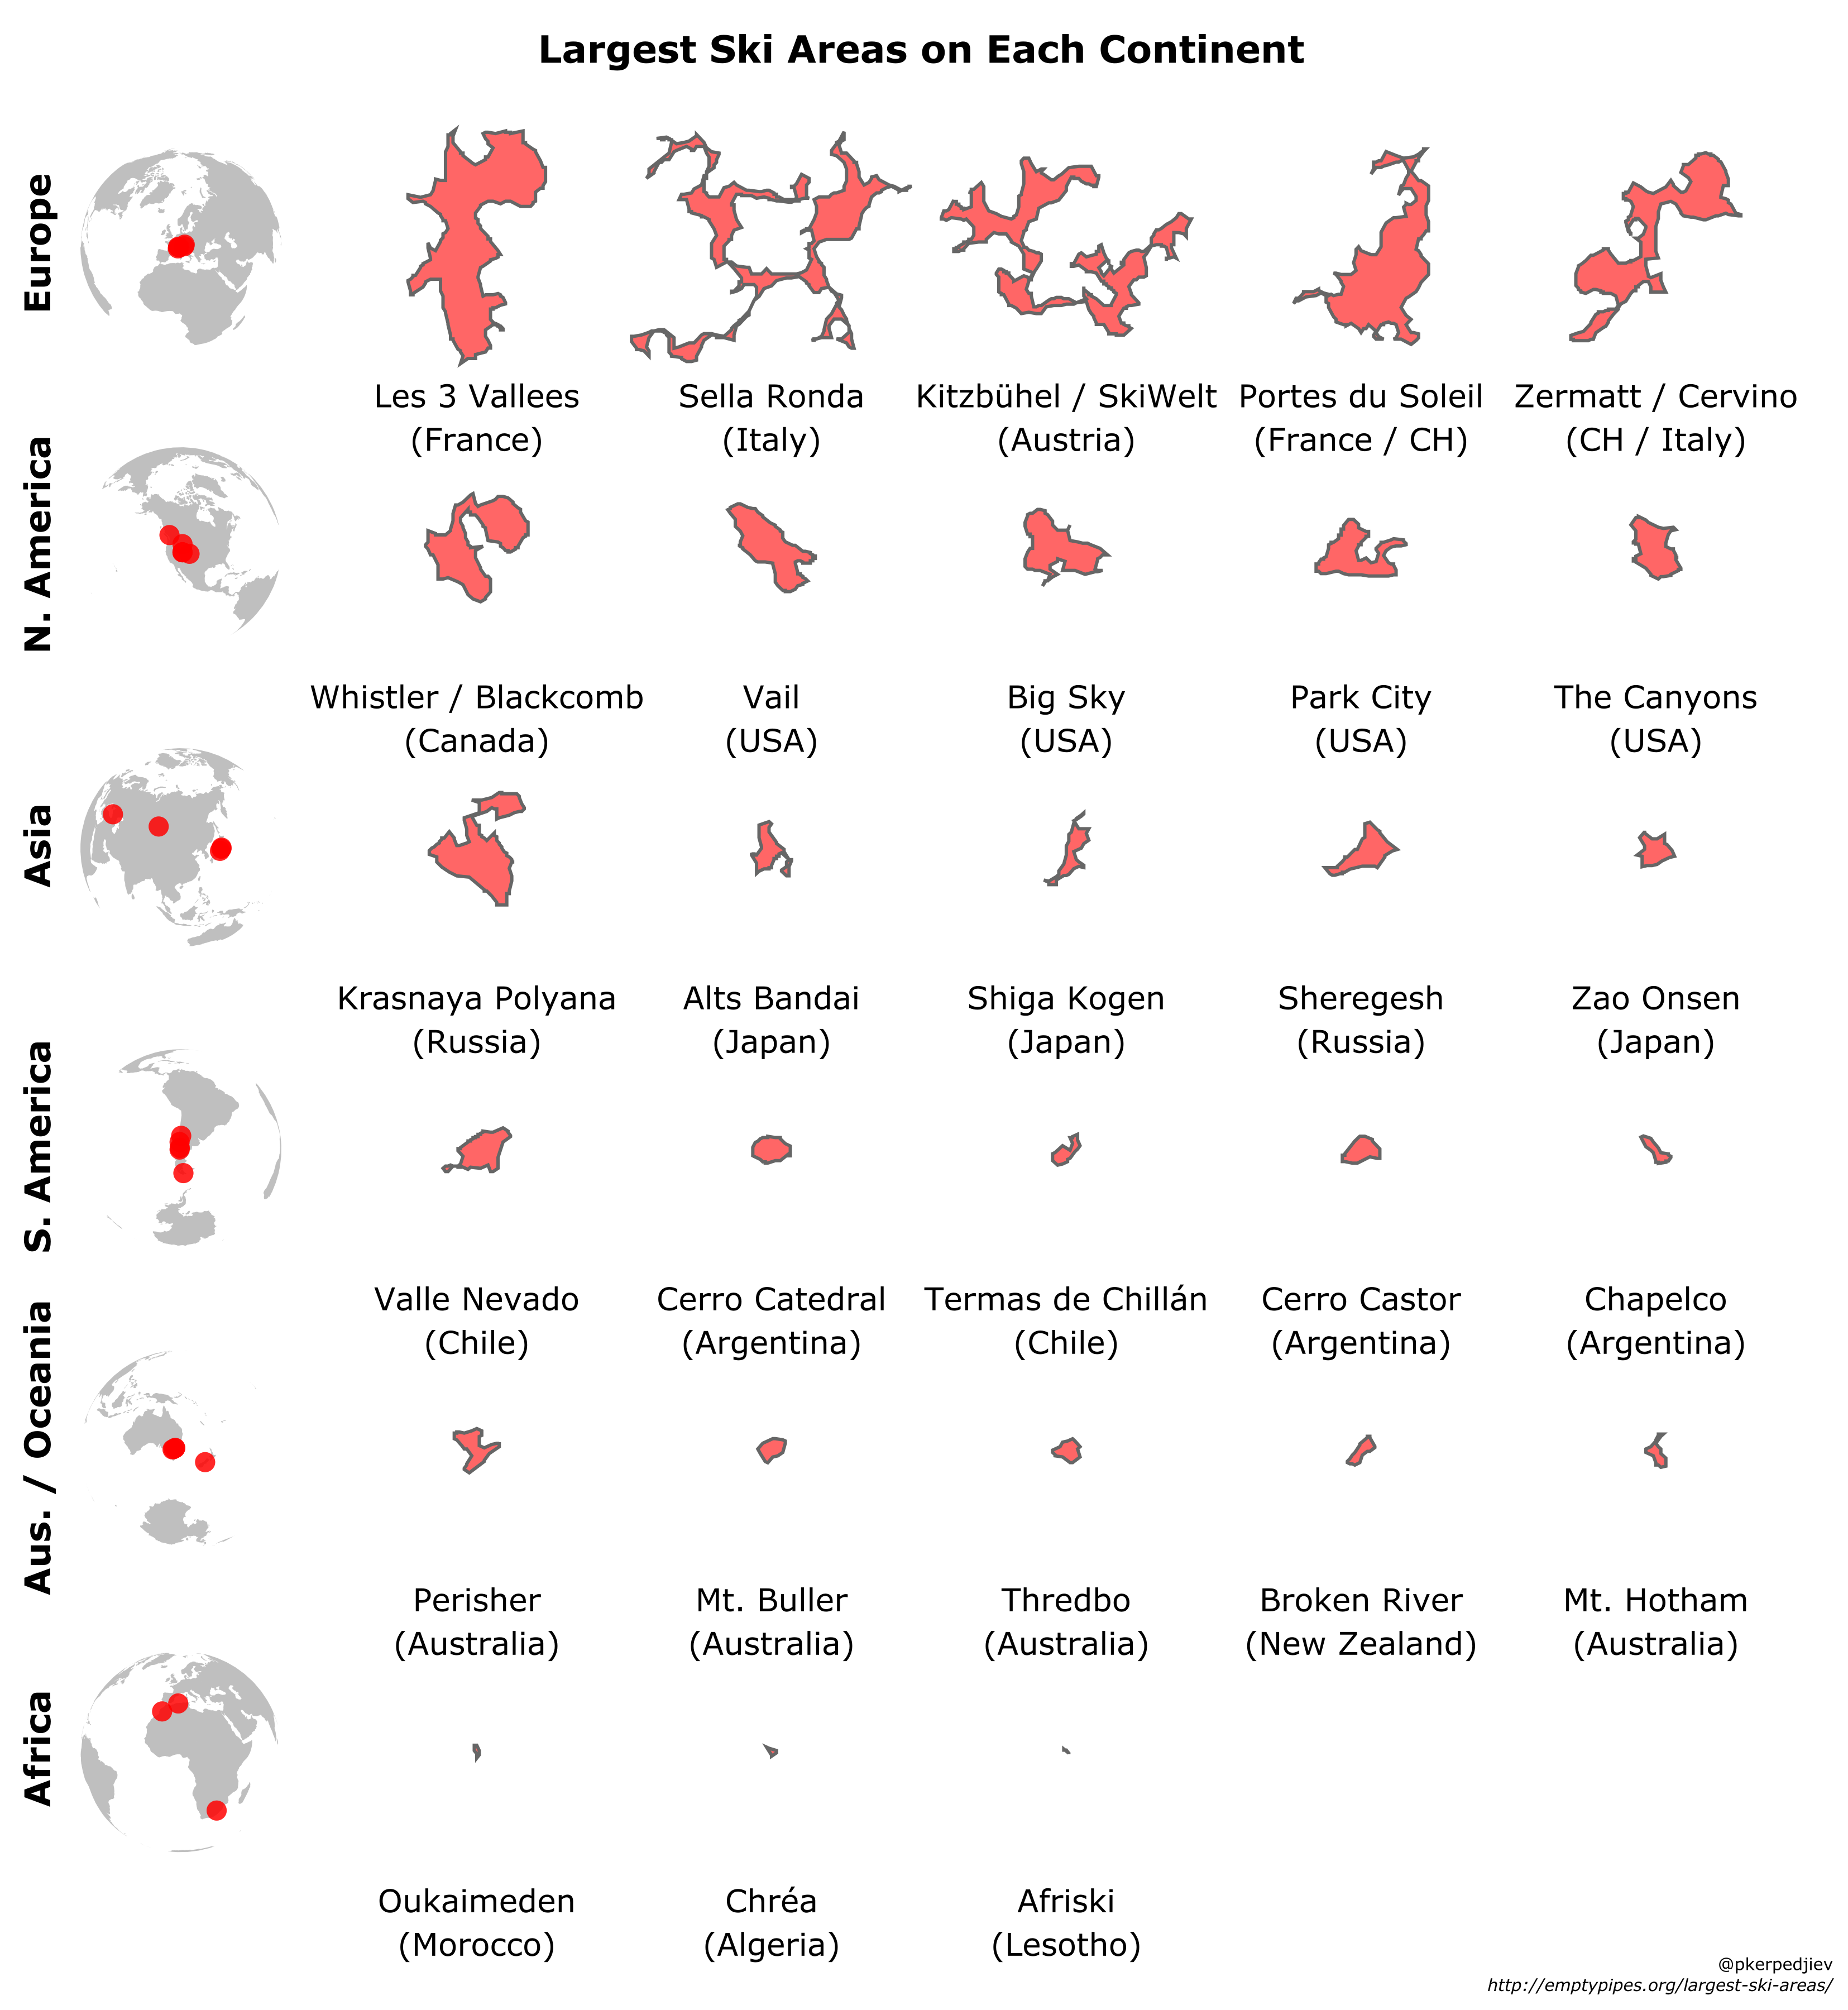 Largest Ski Areas on Each Continent
Europe
Les 3 Vallees
(France)
Sella Ronda
(Italy)
Kitzbühel / SkiWelt
(Austria)
Portes du Soleil
(France / CH)
Zermatt / Cervino
(CH / Italy)
N. America
Whistler / Blackcomb
(Canada)
Vail
(USA)
Big Sky
(USA)
Park City
(USA)
The Canyons
(USA)
Asia
Krasnaya Polyana
(Russia)
Alts Bandai
(Japan)
Shiga Kogen
(Japan)
Sheregesh
(Russia)
Zao Onsen
(Japan)
S. America
Valle Nevado
(Chile)
Cerro Catedral
(Argentina)
Termas de Chillán
(Chile)
Cerro Castor
(Argentina)
Chapelco
(Argentina)
Aus. / Oceania
Perisher
(Australia)
Mt. Buller
(Australia)
Thredbo
(Australia)
Broken River
(New Zealand)
Mt. Hotham
(Australia)
Africa
Oukaimeden
(Morocco)
Chréa
(Algeria)
Afriski
(Lesotho)
@pkerpedjiev
http://emptypipes.org/largest-ski-areas/